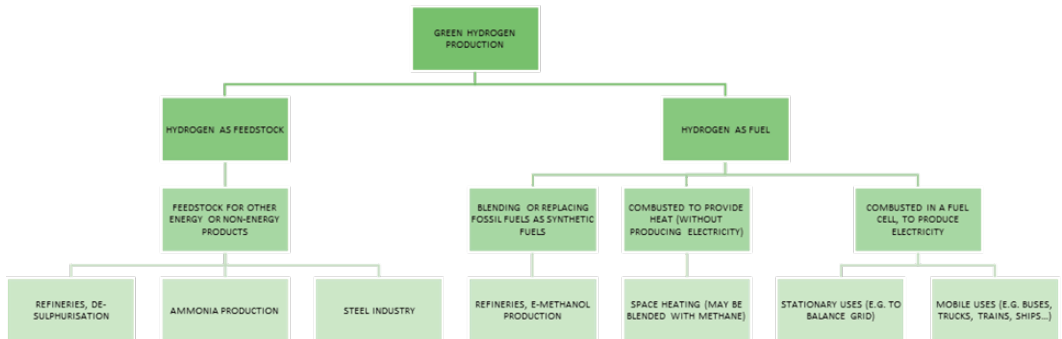 GREEN HYDROGEN
PRODUCTION
HYDROGEN AS FEEDSTOCK
HYDROGEN AS FUEL
FEEDSTOCK FOR OTHER
ENERGY OR NON-ENERGY
PRODUCTS
BLENDING OR REPLACING
FOSSIL FUELS AS SYNTHETIC
FUELS
COMBUSTED TO PROVIDE
HEAT (WITHOUT
PRODUCING ELECTRICITY)
COMBUSTED IN A FUEL
CELL, TO PRODUCE
ELECTRICITY
REFINERIES, DE-
SULPHURISATION
AMMONIA PRODUCTION
STEEL INDUSTRY
REFINERIES, E-METHANOL
PRODUCTION
SPACE HEATING (MAY BE
BLENDED WITH METHANE)
STATIONARY USES (E.G. TO
BALANCE GRID)
MOBILE USES (E.G. BUSES,
TRUCKS, TRAINS, SHIPS...)